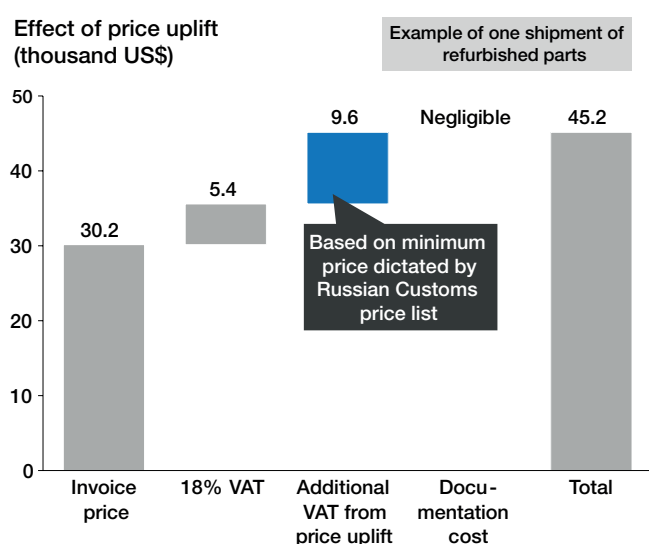 Effect of price uplift
(thousand US$)
Example of one shipment of
refurbished parts
50
40
30
20
10
0
30.2
5.4
9.6
Negligible
45.2
Based on minimum
price dictated by
Russian Customs
price list
Invoice
price
18% VAT
Additional
VAT from
price uplift
Docu-
mentation
cost
Total